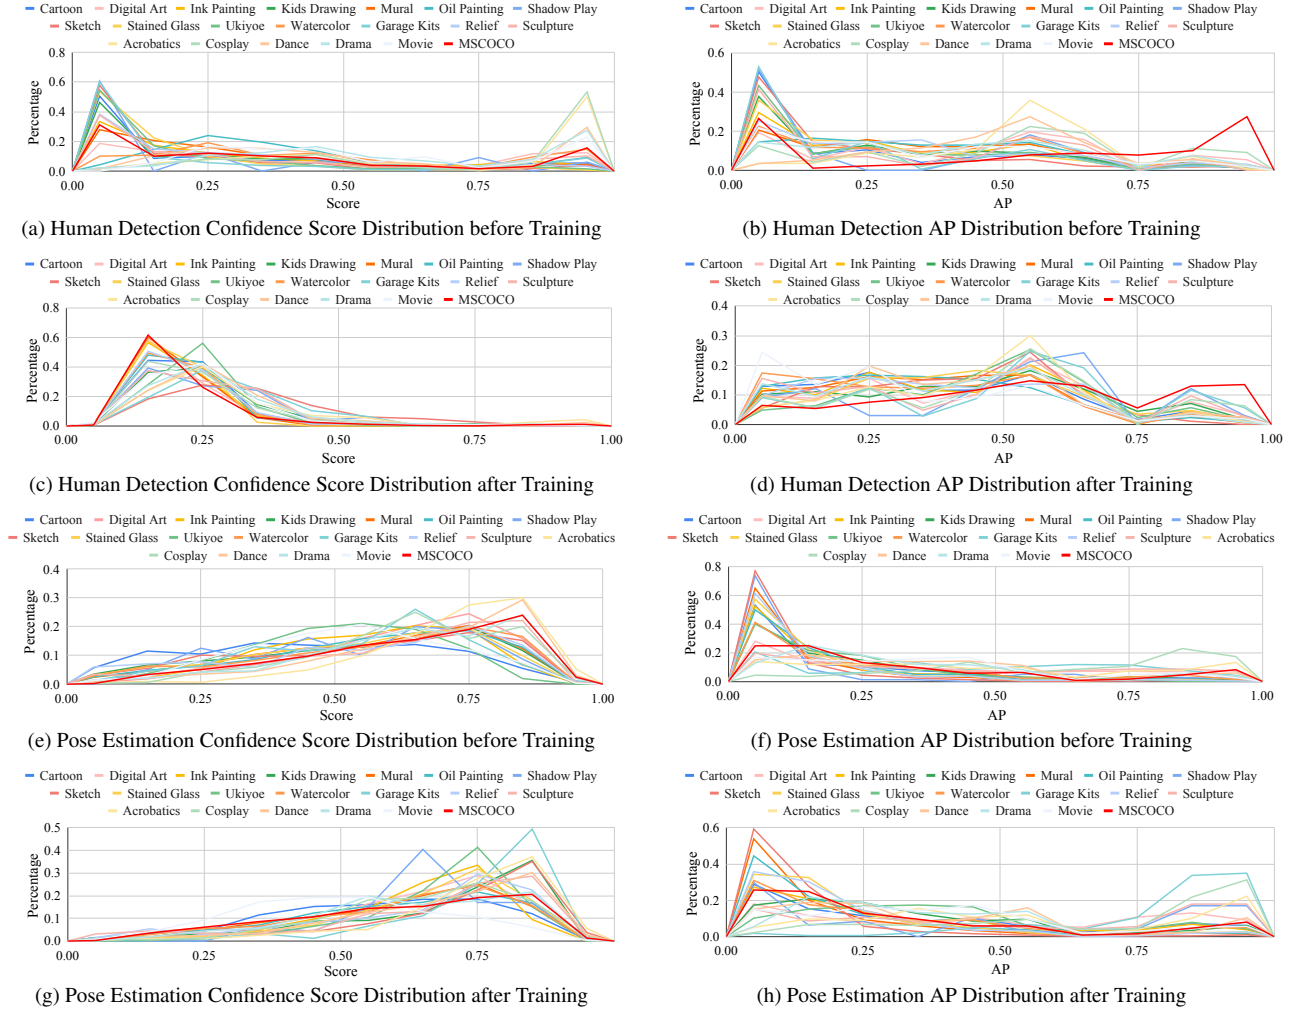 Cartoon Digital Art Ink Painting Kids Drawing Mural Oil Painting Shadow Play
Sketch Stained Glass Ukiyoe Watercolor Garage Kits Relief Sculpture
Acrobatics Cosplay Dance Drama Movie MSCOCO
Percentage
0.8
0.6
0.4
0.2
0.0
0.00 0.25 0.50 0.75
Score
(a) Human Detection Confidence Score Distribution before Training
Cartoon Digital Art Ink Painting Kids Drawing Mural Oil Painting Shadow Play
Sketch Stained Glass Ukiyoe Watercolor Garage Kits Relief Sculpture
Acrobatics Cosplay Dance Drama Movie MSCOCO
Percentage
0.6
0.4
0.2
0.0
0.00 0.25 0.50 0.75
AP
(b) Human Detection AP Distribution before Training
Cartoon Digital Art Ink Painting Kids Drawing Mural Oil Painting Shadow Play
Sketch Stained Glass Ukiyoe Watercolor Garage Kits Relief Sculpture
Acrobatics Cosplay Dance Drama Movie MSCOCO
Percentage
0.8
0.6
0.4
0.2
0.0
0.00 0.25 0.50 0.75 1.00
Score
(c) Human Detection Confidence Score Distribution after Training
Cartoon Digital Art Ink Painting Kids Drawing Mural Oil Painting Shadow Play
Sketch Stained Glass Ukiyoe Watercolor Garage Kits Relief Sculpture
Acrobatics Cosplay Dance Drama Movie MSCOCO
Percentage
0.4
0.3
0.2
0.1
0.0
0.00 0.25 0.50 0.75 1.00
AP
(d) Human Detection AP Distribution after Training
Cartoon Digital Art Ink Painting Kids Drawing Mural Oil Painting Shadow Play
Sketch Stained Glass Ukiyoe Watercolor Garage Kits Relief Sculpture Acrobatics
Cosplay Dance Drama Movie MSCOCO
Percentage
0.4
0.3
0.2
0.1
0.0
0.00 0.25 0.50 0.75 1.00
Score
(e) Pose Estimation Confidence Score Distribution before Training
Cartoon Digital Art Ink Painting Kids Drawing Mural Oil Painting Shadow Play
Sketch Stained Glass Ukiyoe Watercolor Garage Kits Relief Sculpture Acrobatics
Cosplay Dance Drama Movie MSCOCO
Percentage
0.8
0.6
0.4
0.2
0.0
0.00 0.25 0.50 0.75 1.00
AP
(f) Pose Estimation AP Distribution before Training
Cartoon Digital Art Ink Painting Kids Drawing Mural Oil Painting Shadow Play
Sketch Stained Glass Ukiyoe Watercolor Garage Kits Relief Sculpture
Acrobatics Cosplay Dance Drama Movie MSCOCO
Percentage
0.5
0.4
0.3
0.2
0.1
0.0
0.00 0.25 0.50 0.75
Score
(g) Pose Estimation Confidence Score Distribution after Training
Cartoon Digital Art Ink Painting Kids Drawing Mural Oil Painting Shadow Play
Sketch Stained Glass Ukiyoe Watercolor Garage Kits Relief Sculpture
Acrobatics Cosplay Dance Drama Movie MSCOCO
Percentage
0.6
0.4
0.2
0.0
0.00 0.25 0.50 0.75
AP
(h) Pose Estimation AP Distribution after Training